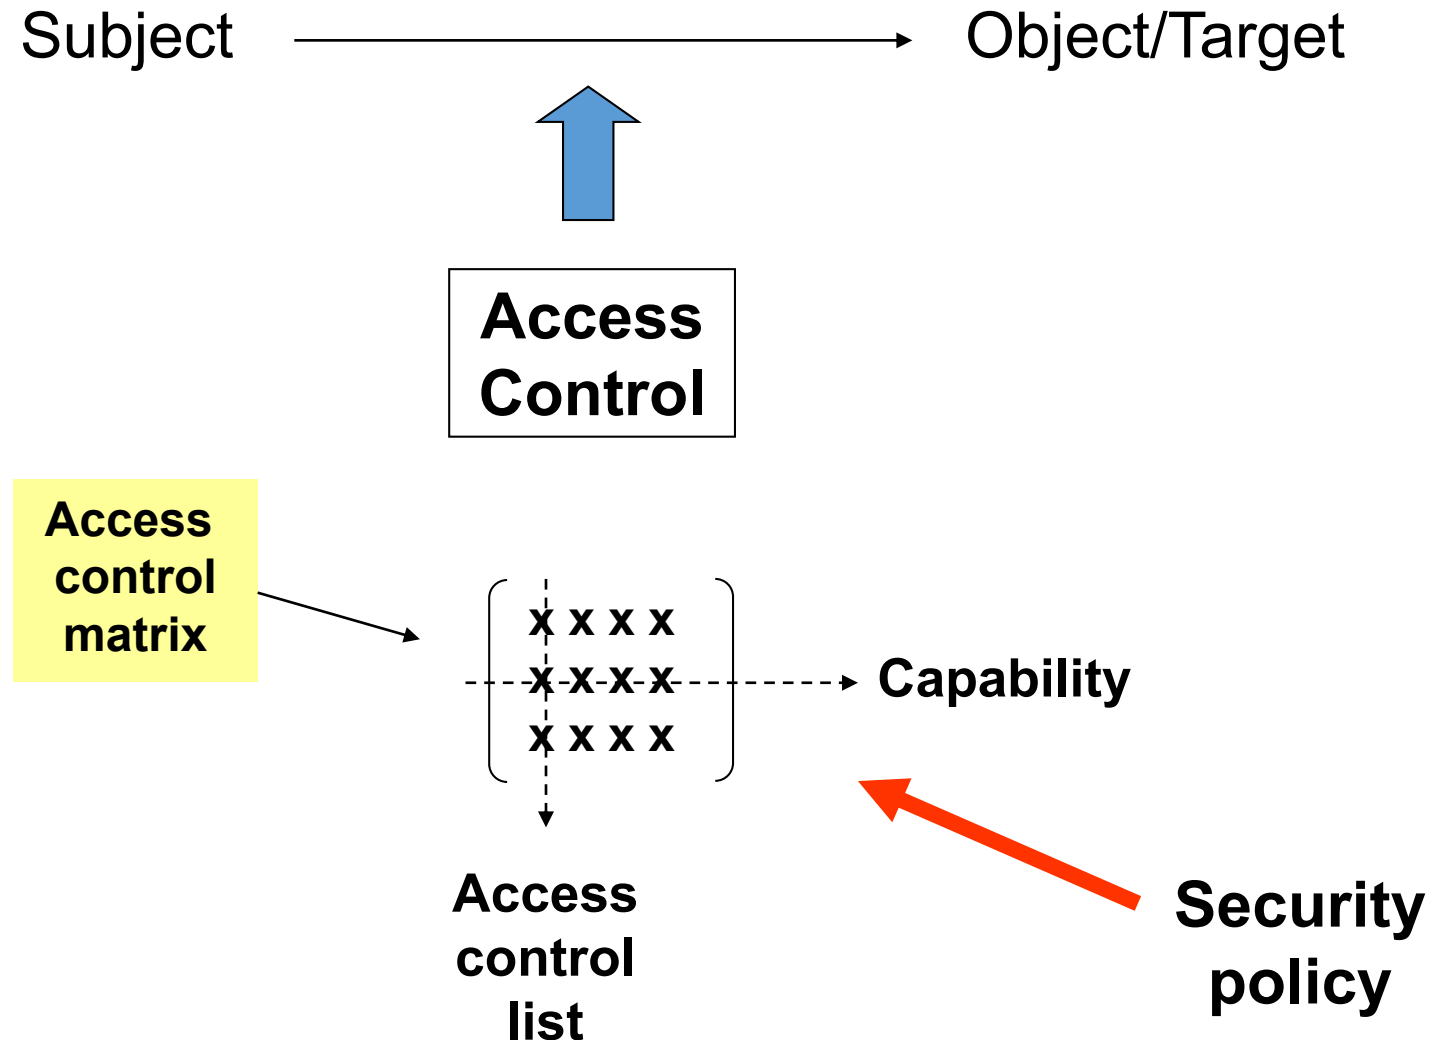 Subject
Object/Target
Access
Control
Access
control
matrix
x x x x
x x x x
x x x x
Capability
Access
control
list
Security
policy